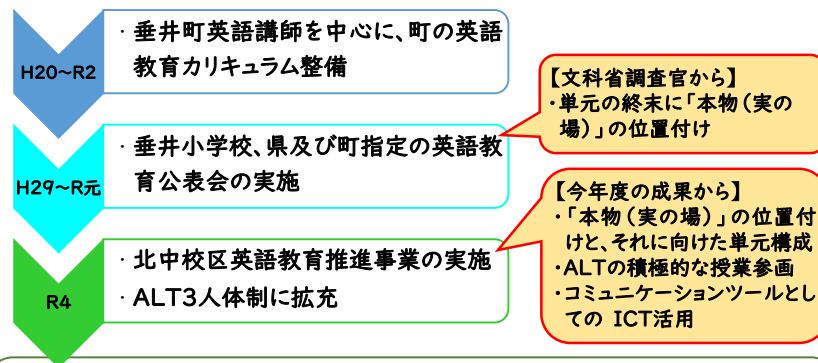 H20~R2
・垂井町英語講師を中心に、町の英語
教育カリキュラム整備
【文科省調査官から】
・単元の終末に「本物(実の
場)」の位置付け
H29~R元
・垂井小学校、県及び町指定の英語教
育公表会の実施
【今年度の成果から】
・「本物(実の場)」の位置付
けと、それに向けた単元構成
・ALTの積極的な授業参画
・コミュニケーションツールとし
ての ICT活用
R4
・北中校区英語教育推進事業の実施
・ALT3人体制に拡充